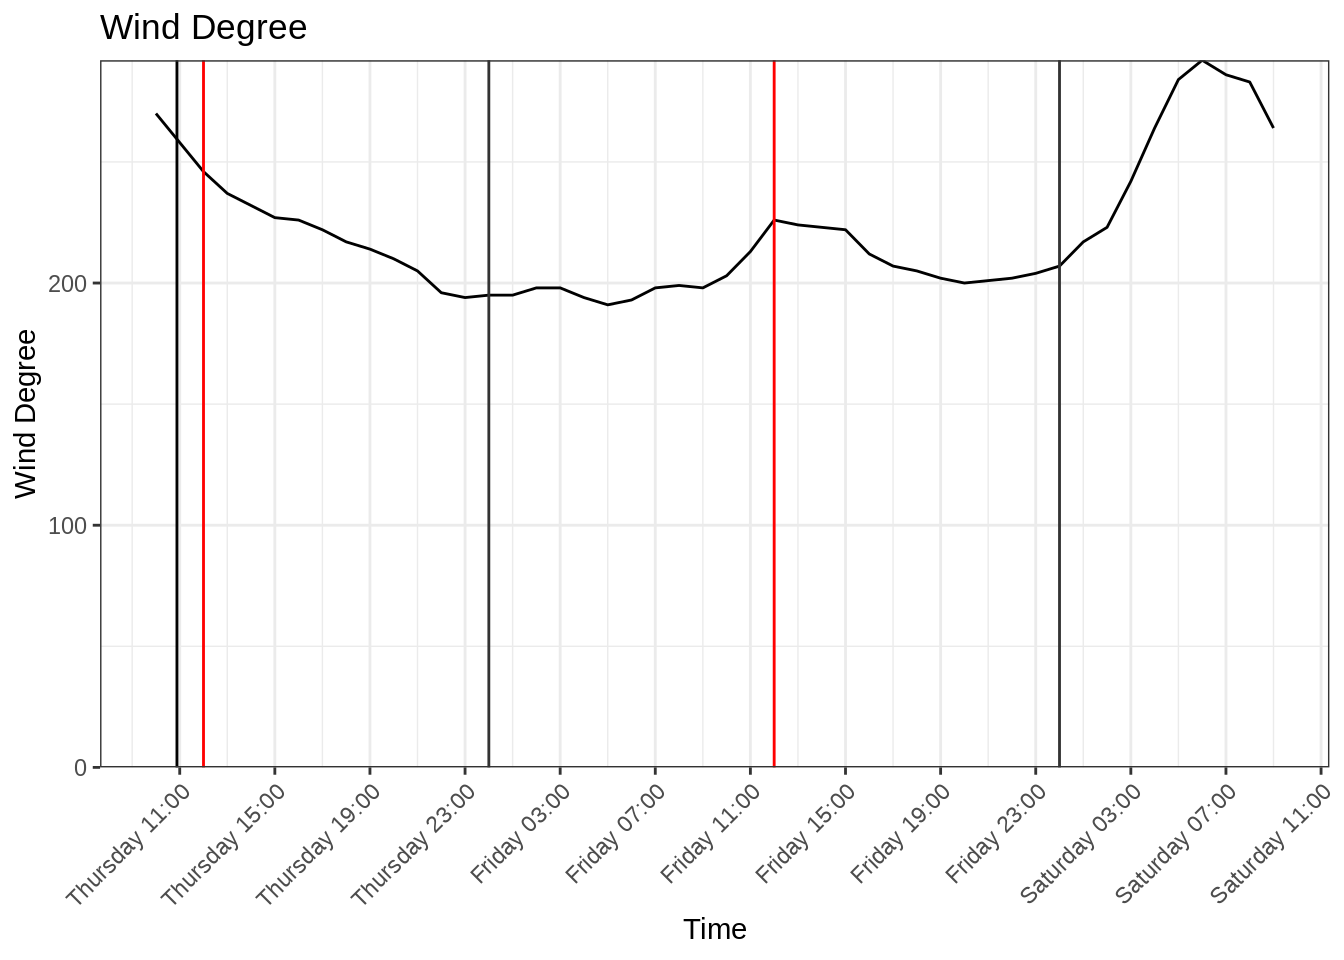 Wind Degree
Wind Degree
200
100
0
Thursday 11:00
Thursday 15:00
Thursday 19:00
Thursday 23:00
Friday 03:00
Friday 07:00
Friday 11:00
Friday 15:00
Friday 19:00
Friday 23:00
Saturday 03:00
Saturday 07:00
Saturday 11:00
Time